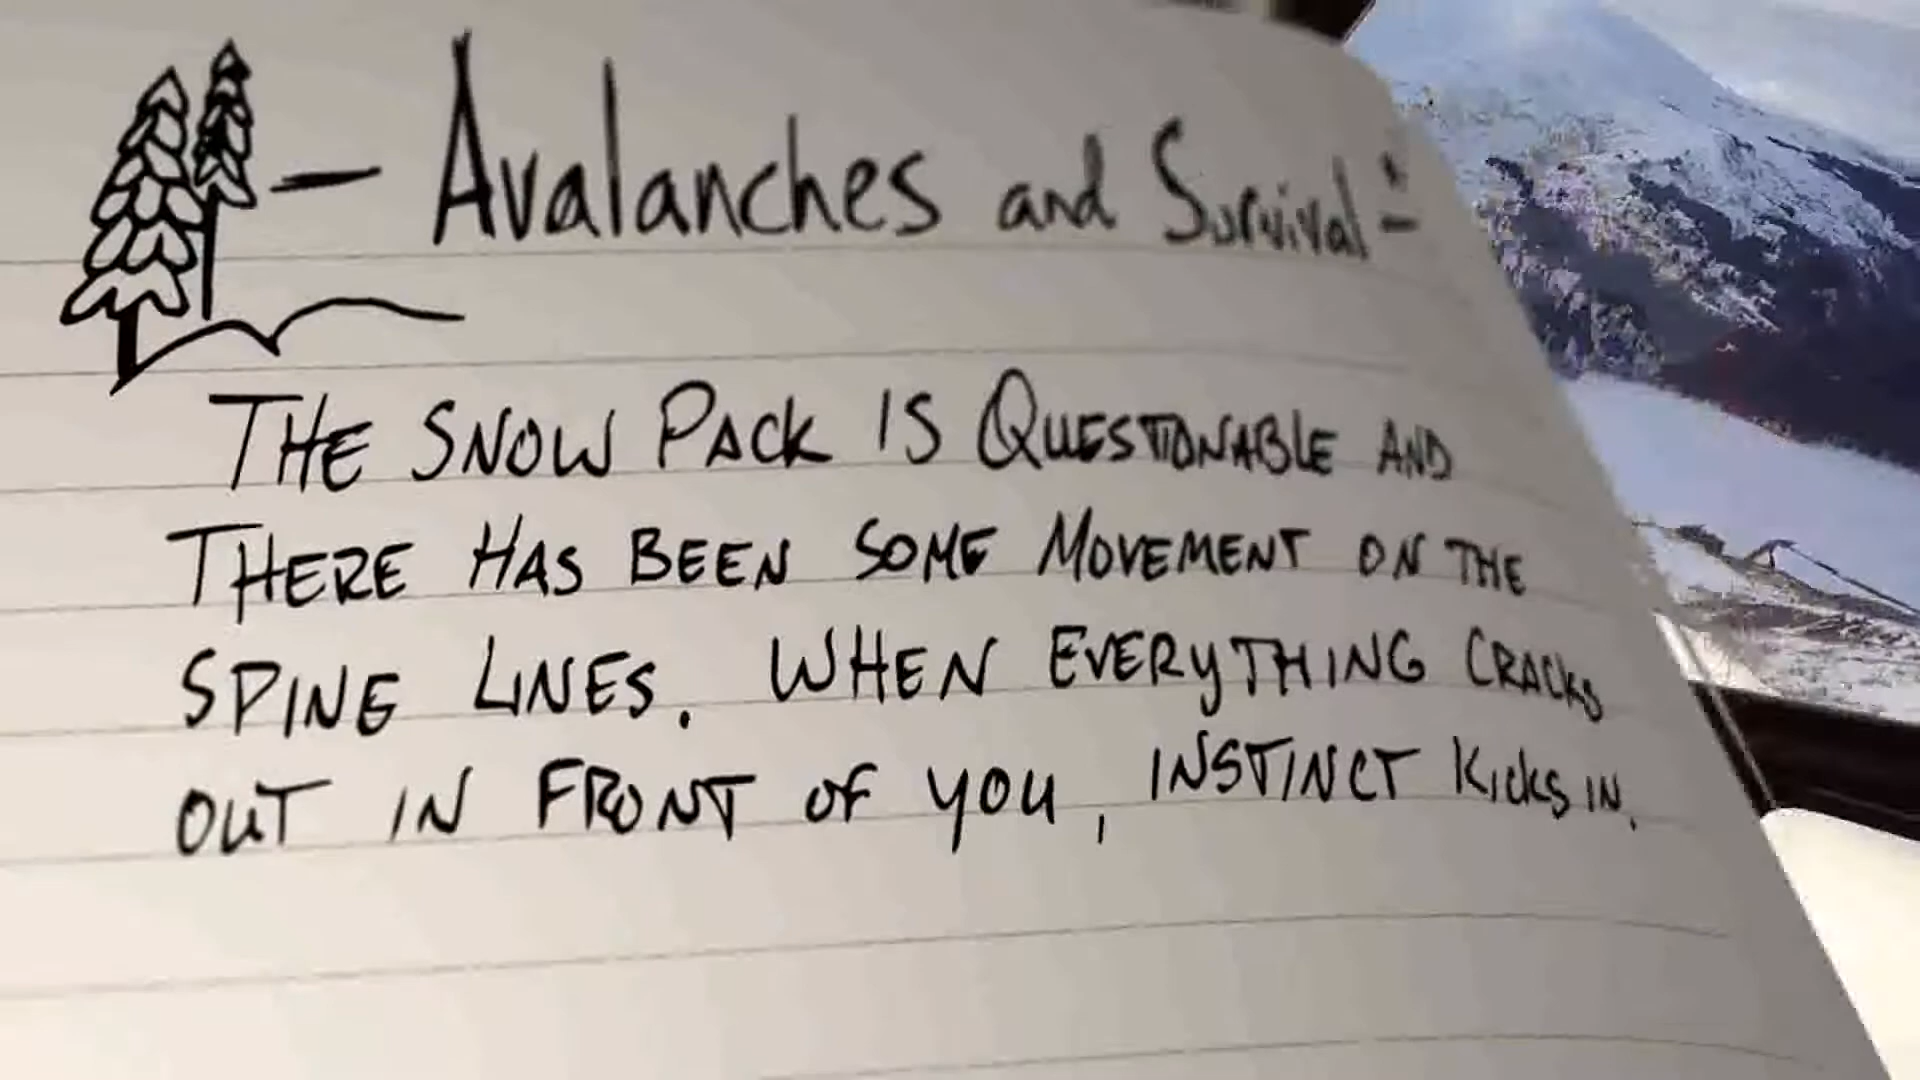 - Avalanches and Survival -
THE SNOW PACK IS QUESTIONABLE AND
THERE HAS BEEN SOME MOVEMENT ON THE
SPINE LINES. WHEN EVERYTHING CRACKS
OUT IN FRONT OF YOU, INSTINCT KICKS IN.